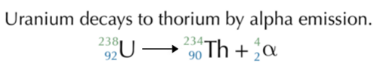 Uranium decays to thorium by alpha emission.
²³⁸₉₂U ⟶ ²³⁴₉₀Th + ⁴₂α